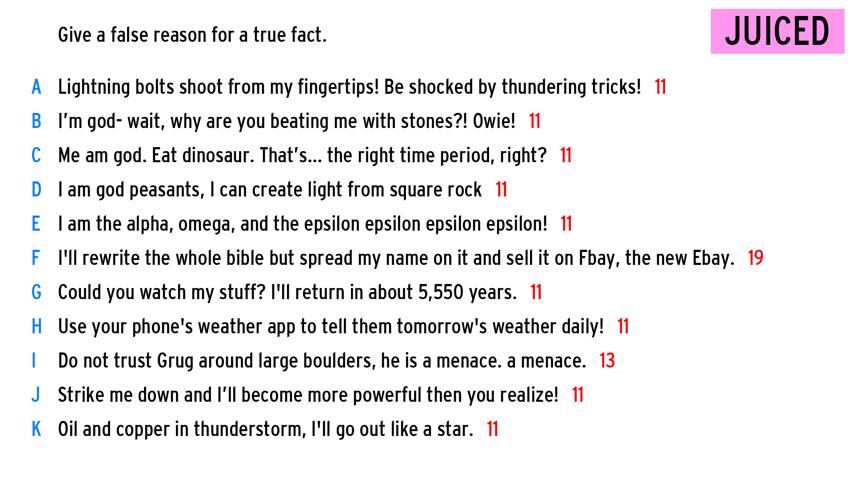 Give a false reason for a true fact.
JUICED
A Lightning bolts shoot from my fingertips! Be shocked by thundering tricks! 11
B I'm god- wait, why are you beating me with stones?! Owie! 11
C Me am god. Eat dinosaur. That's... the right time period, right? 11
D I am god peasants, I can create light from square rock 11
E I am the alpha, omega, and the epsilon epsilon epsilon epsilon! 11
F I'll rewrite the whole bible but spread my name on it and sell it on Fbay, the new Ebay. 19
G Could you watch my stuff? I'll return in about 5,550 years. 11
H Use your phone's weather app to tell them tomorrow's weather daily! 11
I Do not trust Grug around large boulders, he is a menace. a menace. 13
J Strike me down and I'll become more powerful then you realize! 11
K Oil and copper in thunderstorm, I'll go out like a star. 11